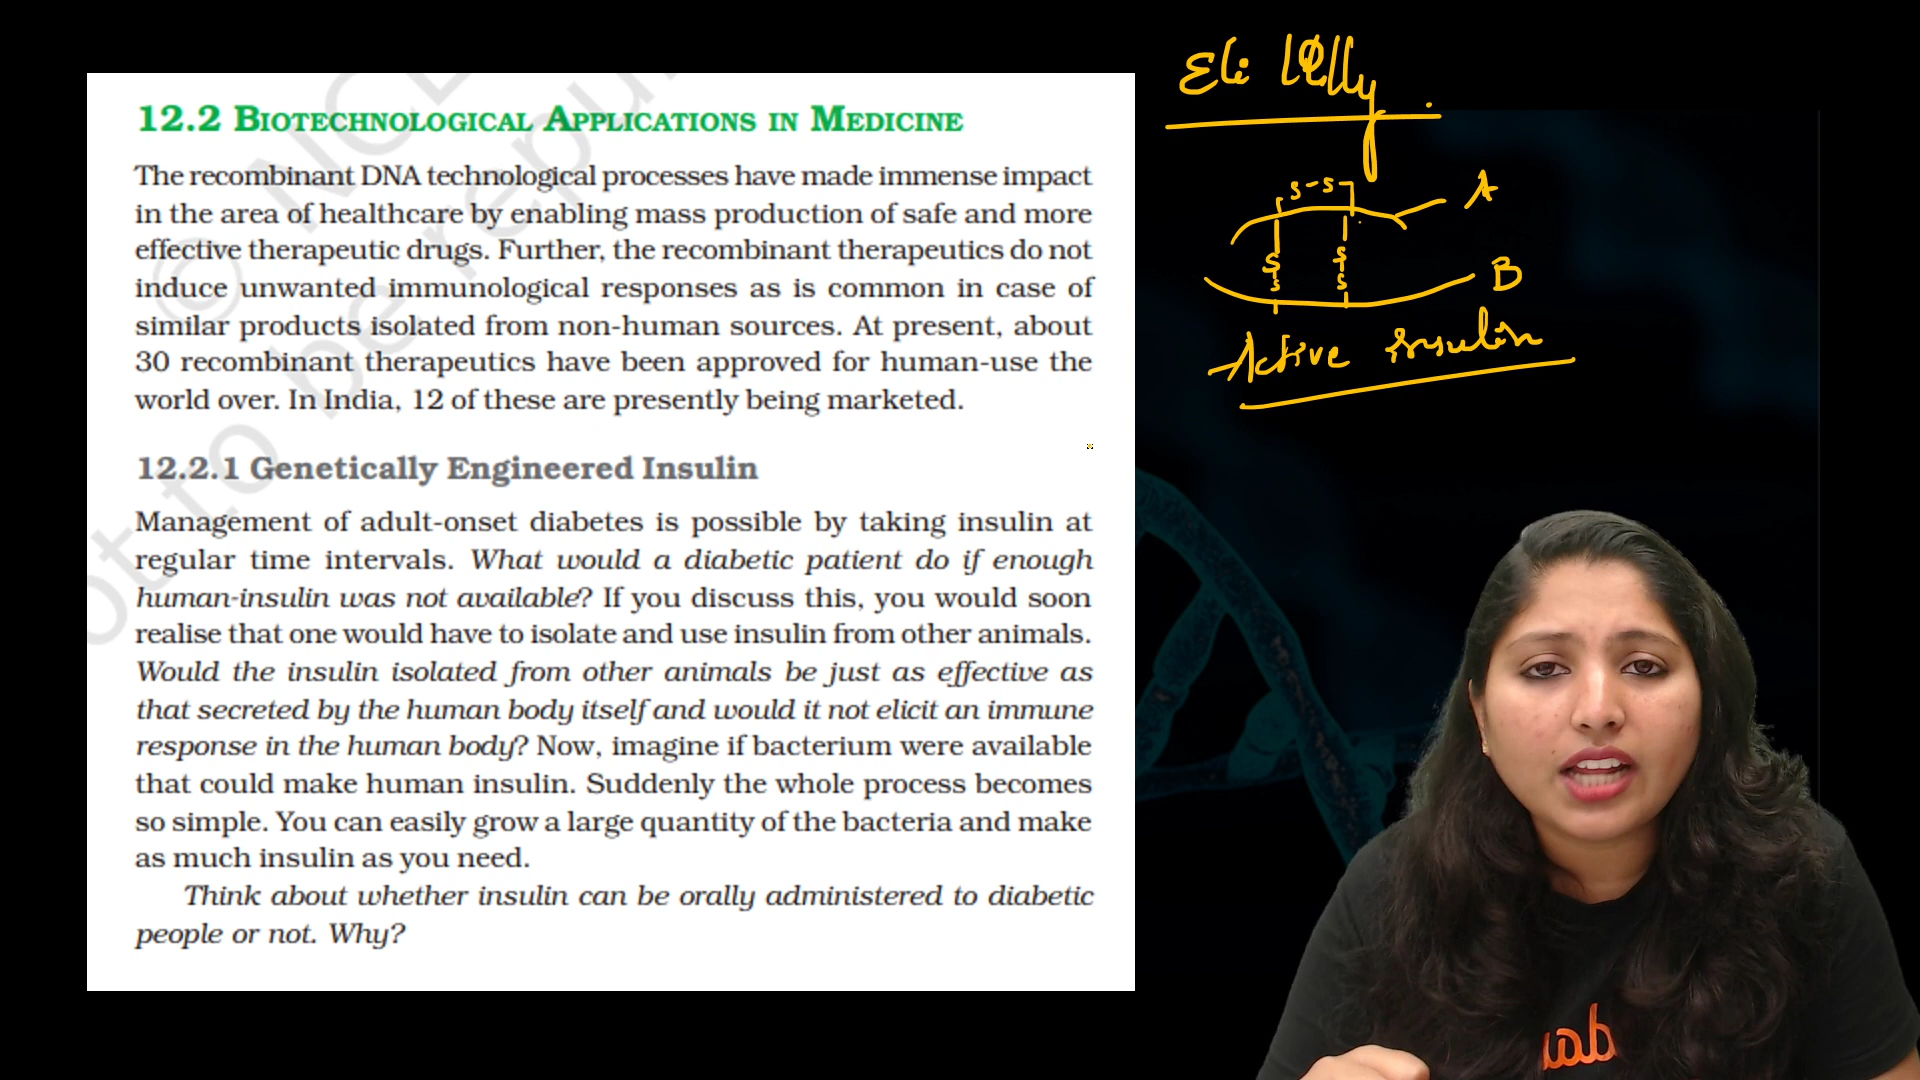 12.2 BIOTECHNOLOGICAL APPLICATIONS IN MEDICINE
The recombinant DNA technological processes have made immense impact
in the area of healthcare by enabling mass production of safe and more
effective therapeutic drugs. Further, the recombinant therapeutics do not
induce unwanted immunological responses as is common in case of
similar products isolated from non-human sources. At present, about
30 recombinant therapeutics have been approved for human-use the
world over. In India, 12 of these are presently being marketed.
12.2.1 Genetically Engineered Insulin
Management of adult-onset diabetes is possible by taking insulin at
regular time intervals. What would a diabetic patient do if enough
human-insulin was not available? If you discuss this, you would soon
realise that one would have to isolate and use insulin from other animals.
Would the insulin isolated from other animals be just as effective as
that secreted by the human body itself and would it not elicit an immune
response in the human body? Now, imagine if bacterium were available
that could make human insulin. Suddenly the whole process becomes
so simple. You can easily grow a large quantity of the bacteria and make
as much insulin as you need.
Think about whether insulin can be orally administered to diabetic
people or not. Why?
Eli Lilly
S-S
A
S S
S S
B
Active insulin